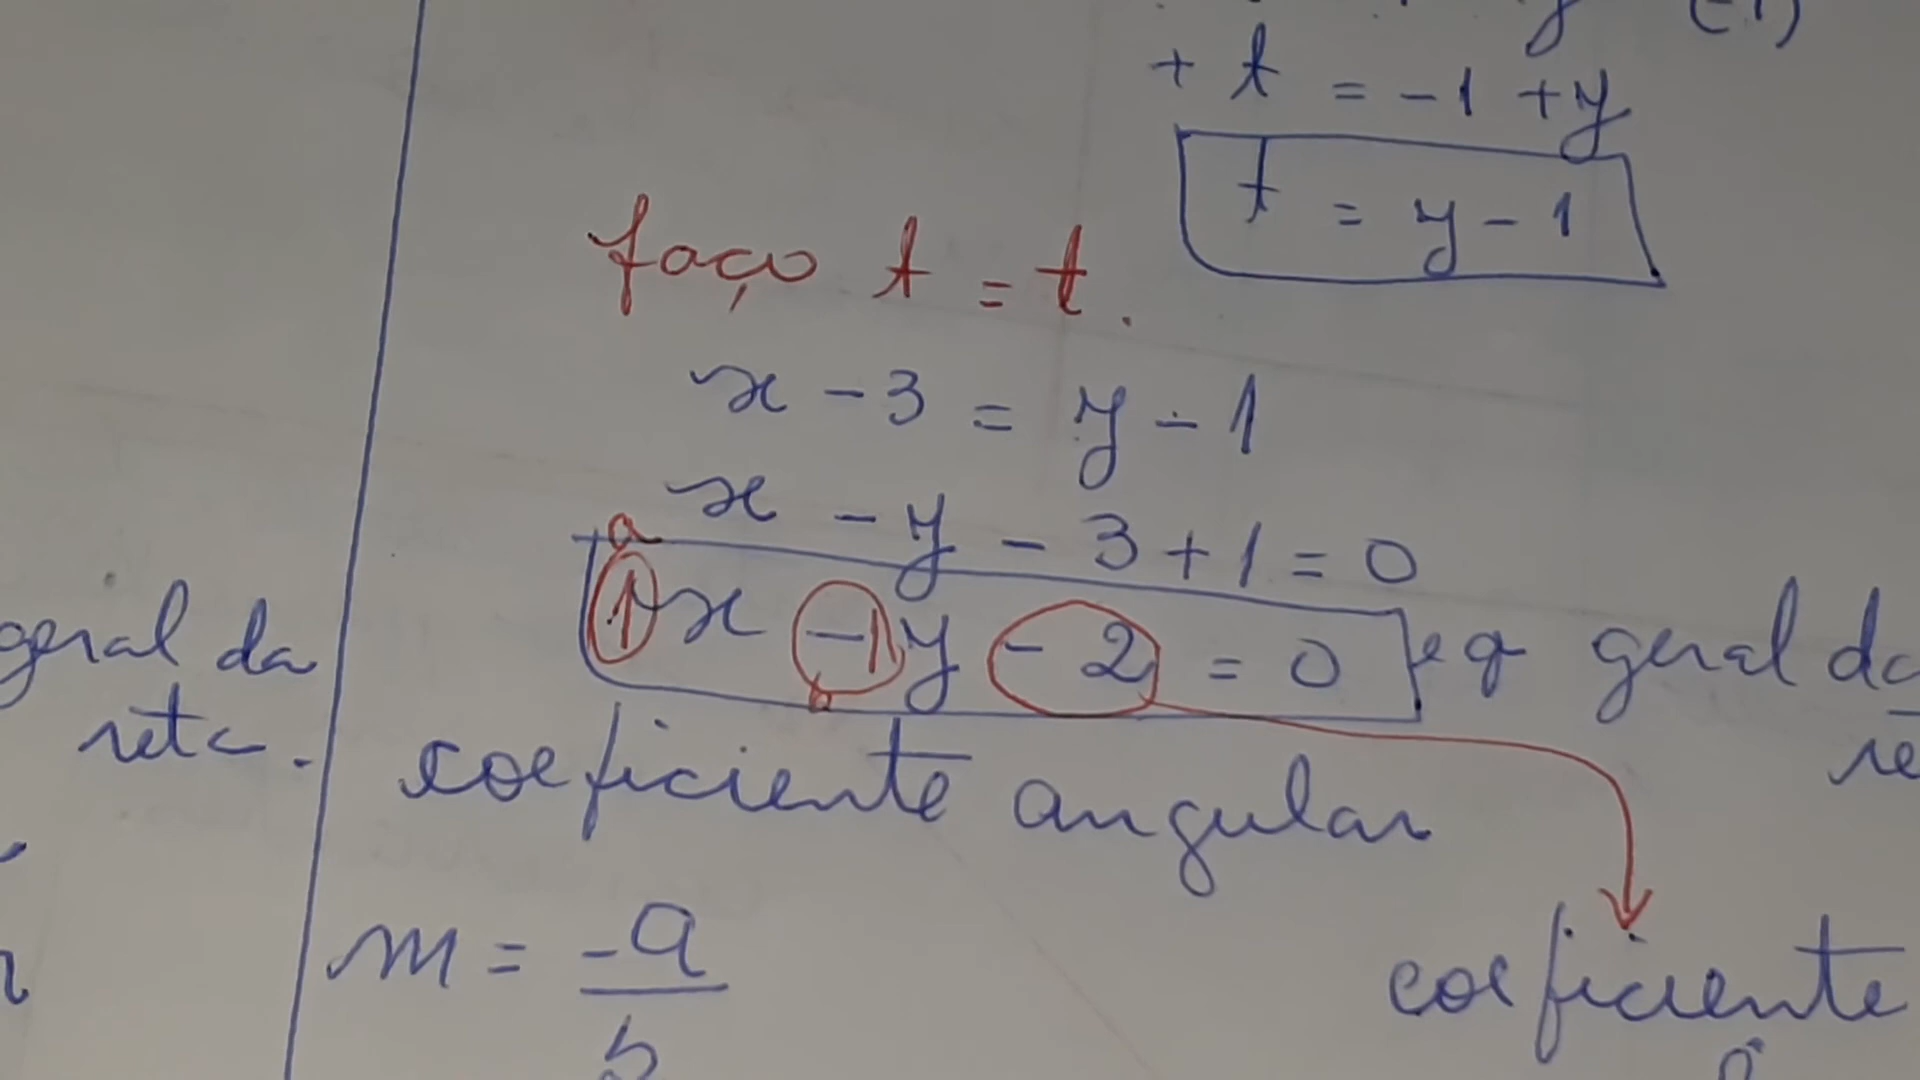 (-1)
+ t = -1 + y
t = y - 1
faço t = t.
x - 3 = y - 1
x - y - 3 + 1 = 0
a
1x -1y -2 = 0 eq geral da
b
geral da
reta.
coeficiente angular
m = -a
b
coeficiente